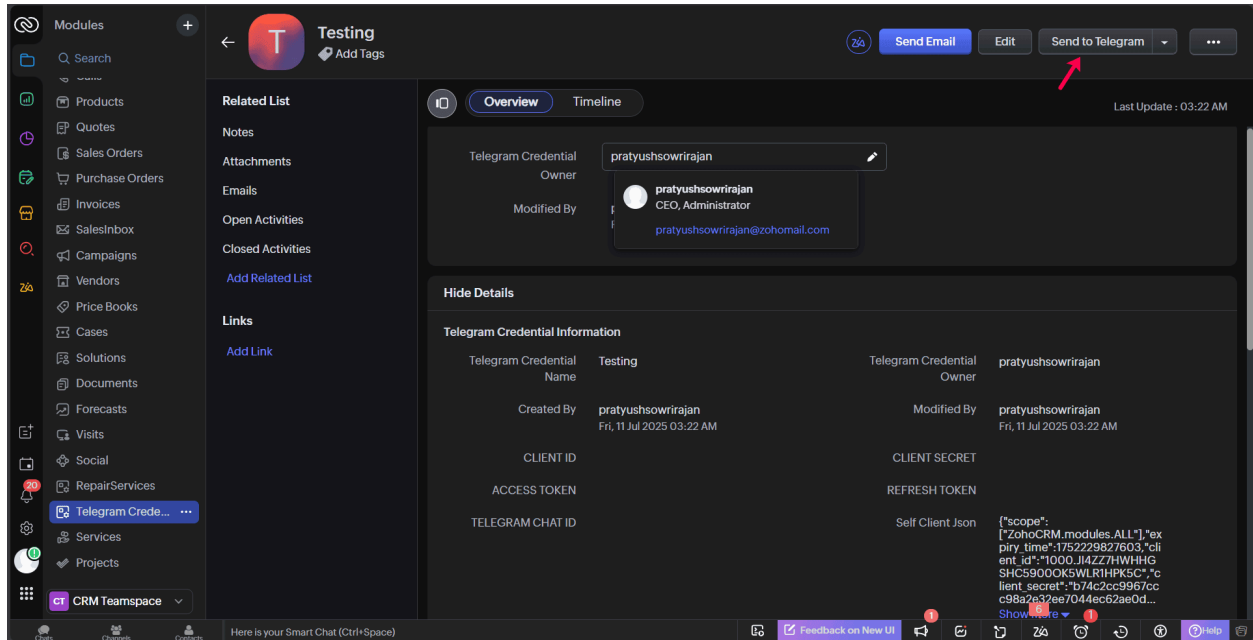 Modules
+
Search
Products
Quotes
Sales Orders
Purchase Orders
Invoices
SalesInbox
Campaigns
Vendors
Price Books
Cases
Solutions
Documents
Forecasts
Visits
Social
RepairServices
Telegram Crede... •••
Services
Projects
CT CRM Teamspace
20
1
T
Testing
Add Tags
Zia
Send Email
Edit
Send to Telegram
•••
Related List
Notes
Attachments
Emails
Open Activities
Closed Activities
Add Related List
Links
Add Link
Overview
Timeline
Last Update : 03:22 AM
Telegram Credential
Owner
pratyushsowrirajan
pratyushsowrirajan
CEO, Administrator
pratyushsowrirajan@zohomail.com
Modified By
Hide Details
Telegram Credential Information
Telegram Credential
Name
Testing
Telegram Credential
Owner
pratyushsowrirajan
Created By
pratyushsowrirajan
Fri, 11 Jul 2025 03:22 AM
Modified By
pratyushsowrirajan
Fri, 11 Jul 2025 03:22 AM
CLIENT ID
CLIENT SECRET
ACCESS TOKEN
REFRESH TOKEN
TELEGRAM CHAT ID
Self Client Json
{"scope":
["ZohoCRM.modules.ALL"],"ex
piry_time":1752229827603,"cli
ent_id":"1000.JI4ZZ7HWHHG
SHC5900OK5WLR1HPK5C","c
lient_secret":"b74c2cc9967cc
c98a2e32ee7044ec62ae0d...
Show More
Chats
Channels
Contacts
Here is your Smart Chat (Ctrl+Space)
Feedback on New UI
1
6
1
Zia
Help